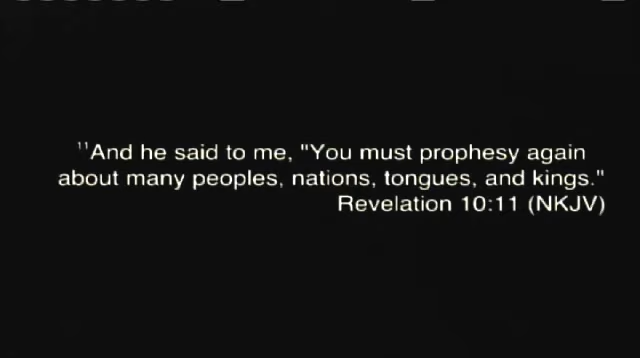 ¹¹And he said to me, "You must prophesy again
about many peoples, nations, tongues, and kings."
Revelation 10:11 (NKJV)